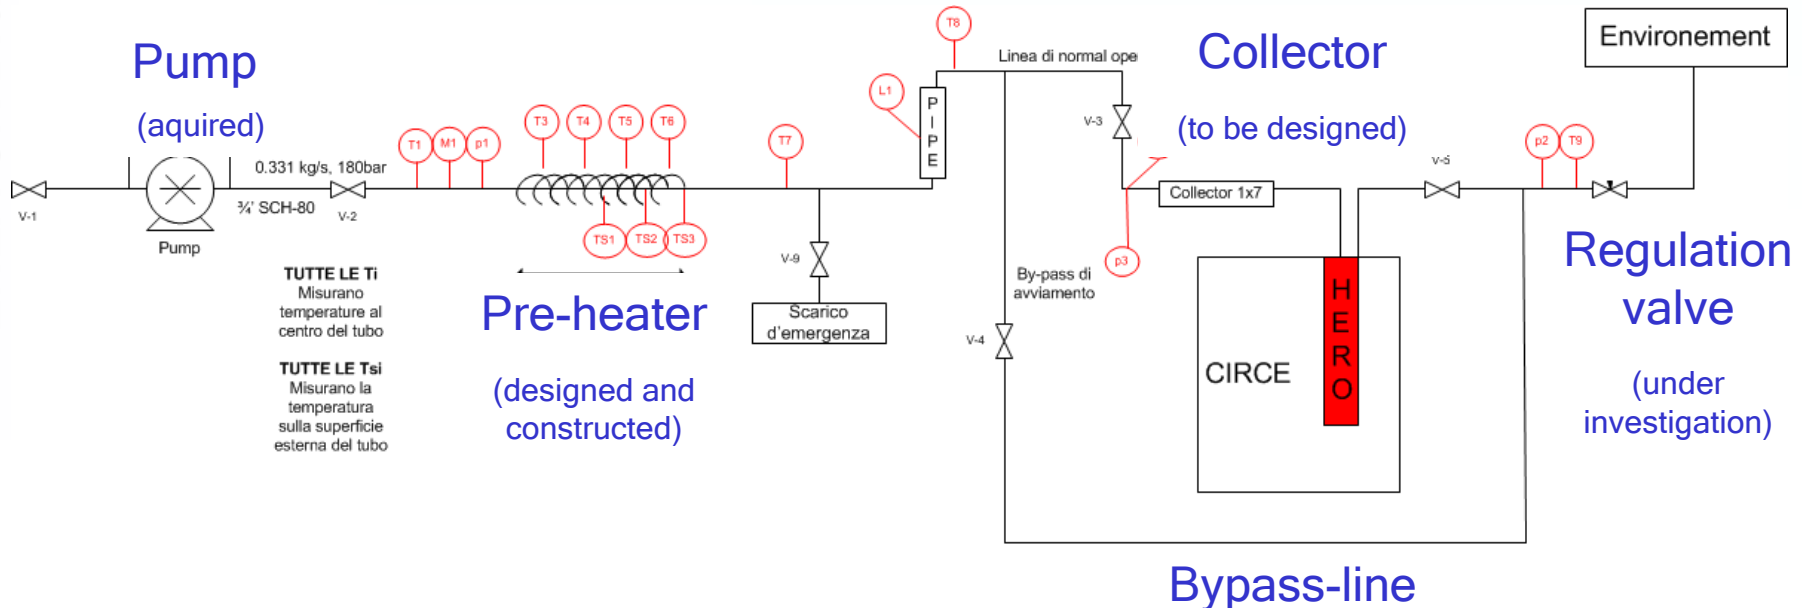 Pump
(aquired)
0.331 kg/s, 180bar
¾' SCH-80
V-1
V-2
Pump
T1
M1
p1
T3
T4
T5
T6
TS1
TS2
TS3
TUTTE LE Ti
Misurano
temperature al
centro del tubo
TUTTE LE Tsi
Misurano la
temperatura
sulla superficie
esterna del tubo
Pre-heater
(designed and
constructed)
T7
V-9
Scarico
d'emergenza
L1
PIPE
T8
Linea di normal ope
V-3
Collector
(to be designed)
Collector 1x7
p3
By-pass di
avviamento
V-4
CIRCE
HERO
V-5
p2
T9
Environement
Regulation
valve
(under
investigation)
Bypass-line